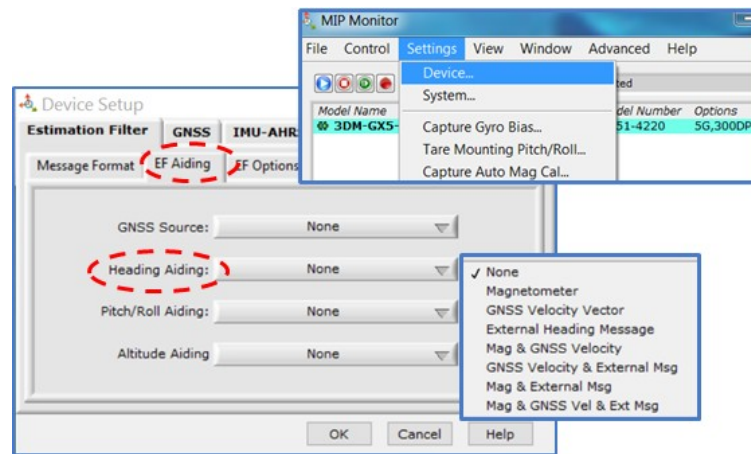 MIP Monitor
File Control Settings View Window Advanced Help
Device...
System...
Capture Gyro Bias...
Tare Mounting Pitch/Roll...
Capture Auto Mag Cal...
ted
Model Name
del Number Options
3DM-GX5-
51-4220 5G,300DP
Device Setup
Estimation Filter GNSS IMU-AHR
Message Format EF Aiding EF Options
GNSS Source: None
Heading Aiding: None
Pitch/Roll Aiding: None
Altitude Aiding None
✓ None
Magnetometer
GNSS Velocity Vector
External Heading Message
Mag & GNSS Velocity
GNSS Velocity & External Msg
Mag & External Msg
Mag & GNSS Vel & Ext Msg
OK Cancel Help